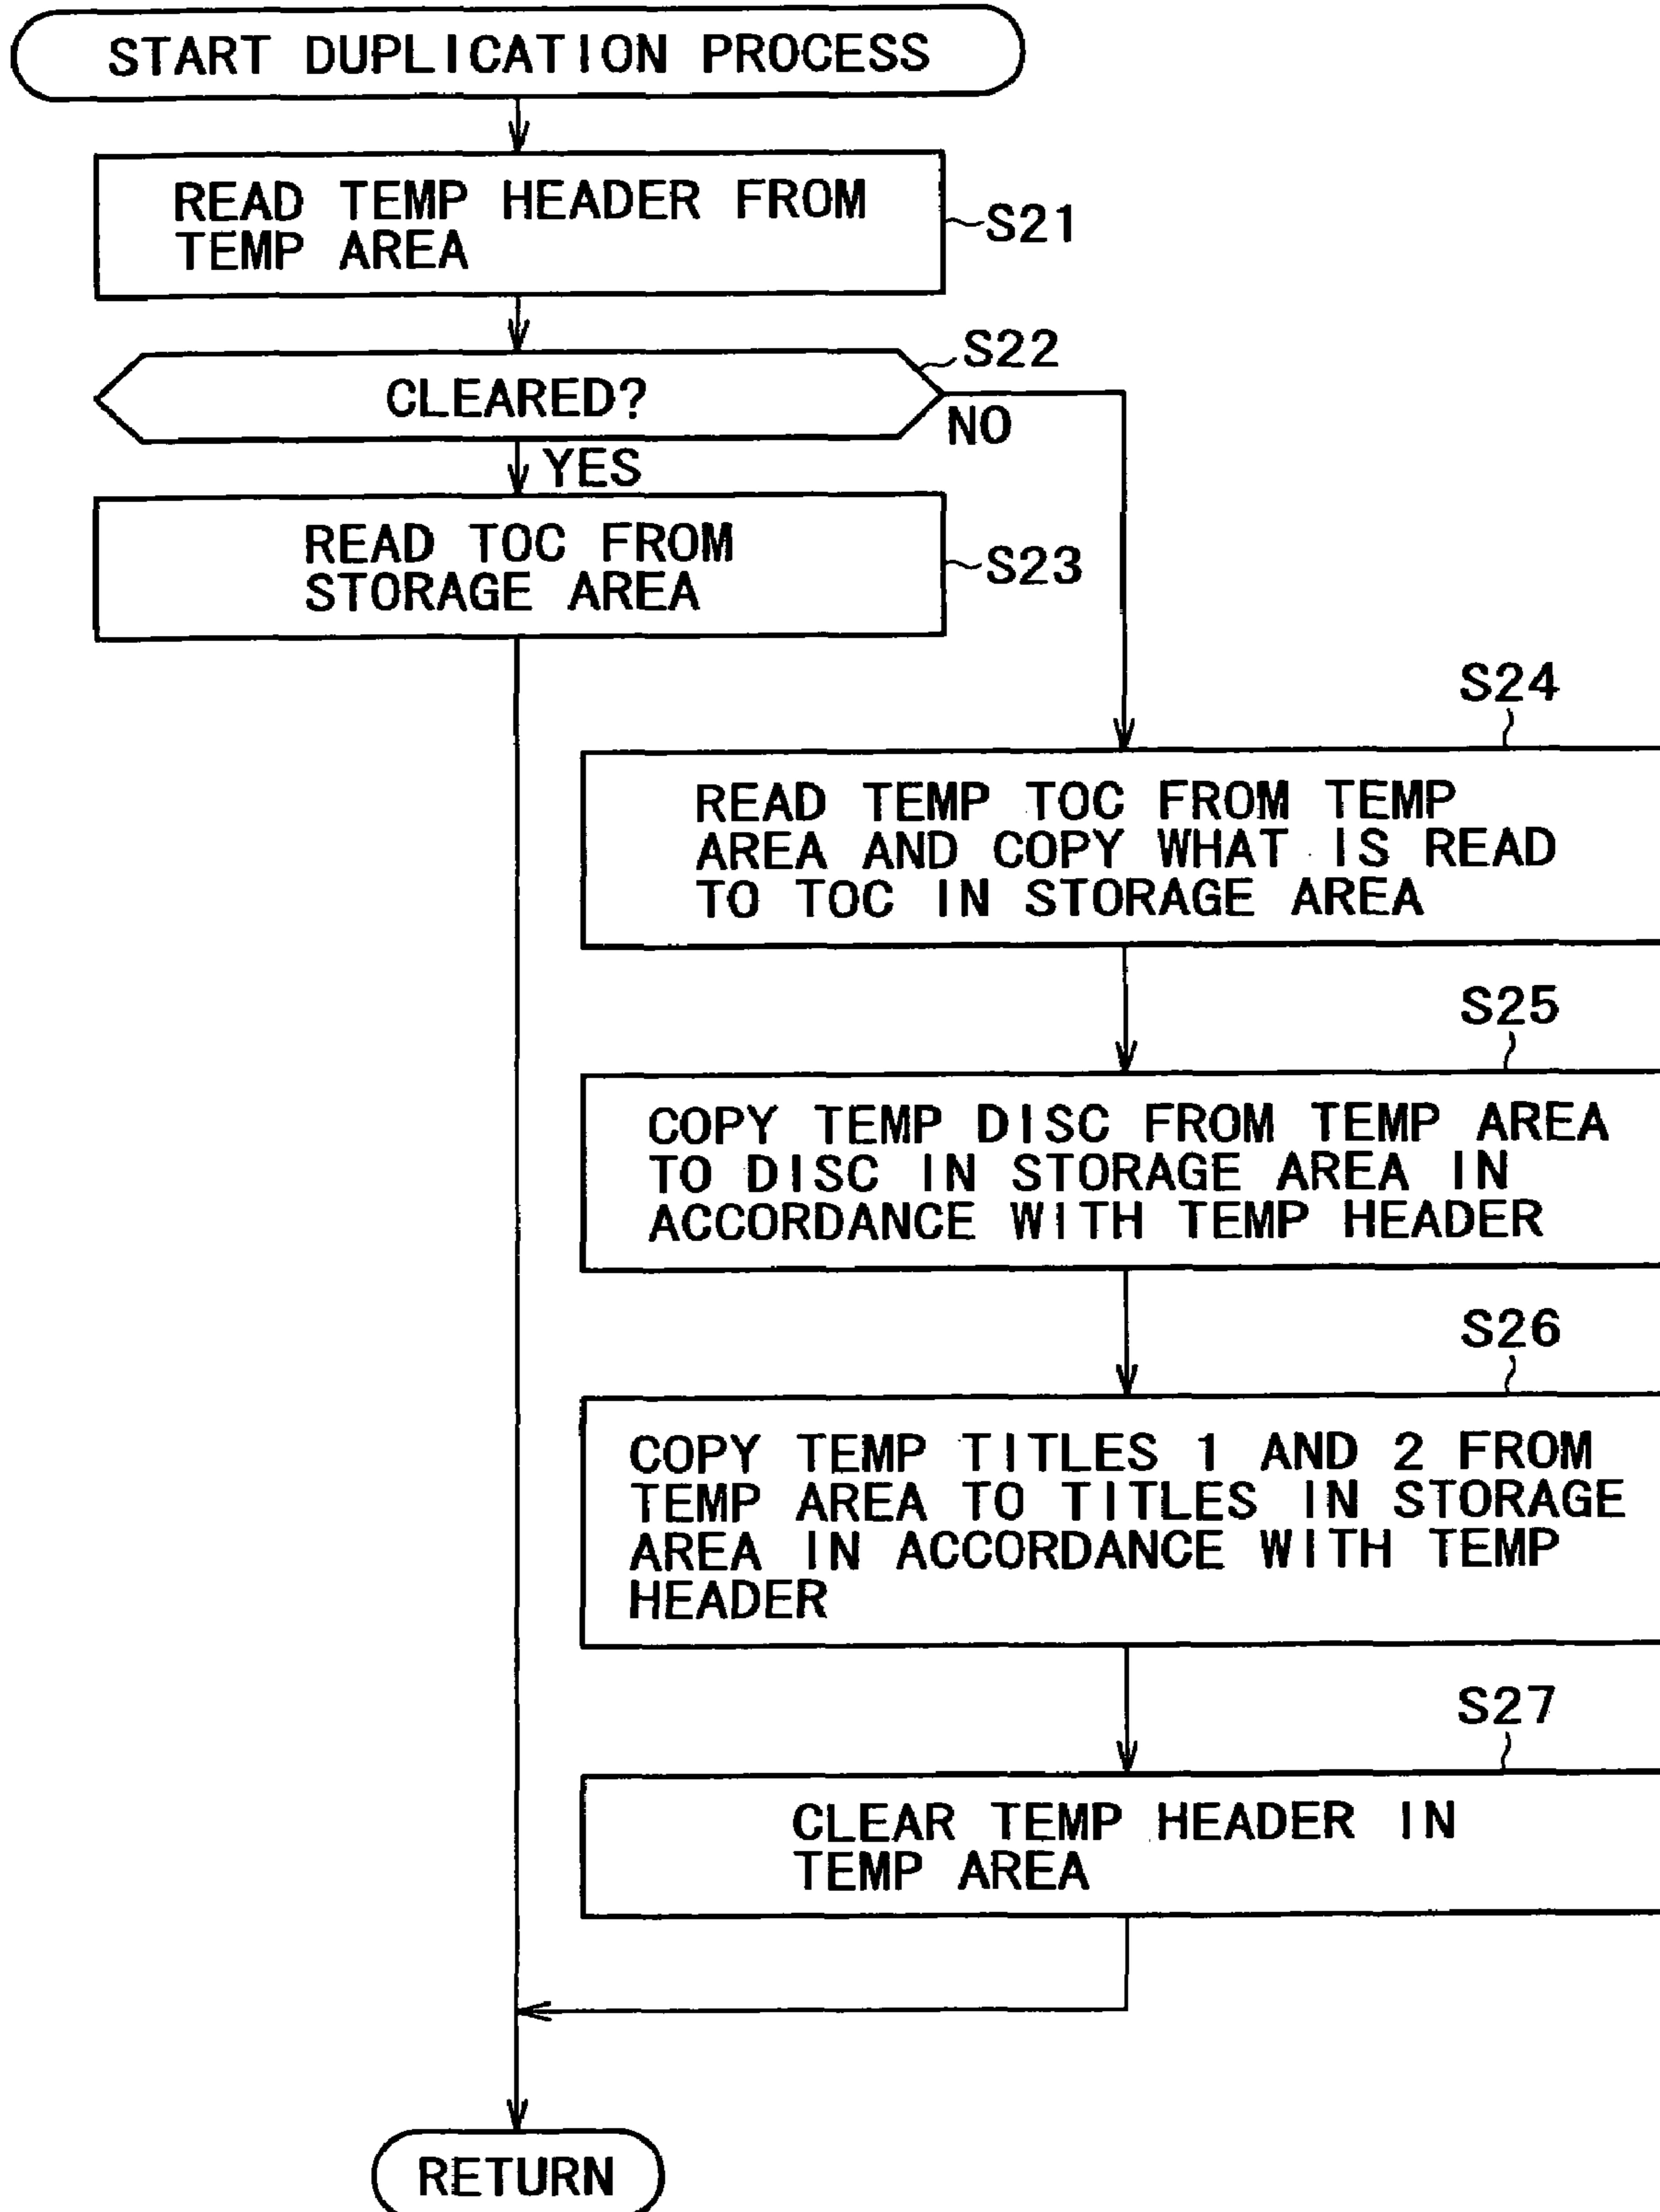 START DUPLICATION PROCESS
READ TEMP HEADER FROM
TEMP AREA
S21
S22
CLEARED?
NO
YES
READ TOC FROM
STORAGE AREA
S23
S24
READ TEMP TOC FROM TEMP
AREA AND COPY WHAT IS READ
TO TOC IN STORAGE AREA
S25
COPY TEMP DISC FROM TEMP AREA
TO DISC IN STORAGE AREA IN
ACCORDANCE WITH TEMP HEADER
S26
COPY TEMP TITLES 1 AND 2 FROM
TEMP AREA TO TITLES IN STORAGE
AREA IN ACCORDANCE WITH TEMP
HEADER
S27
CLEAR TEMP HEADER IN
TEMP AREA
RETURN